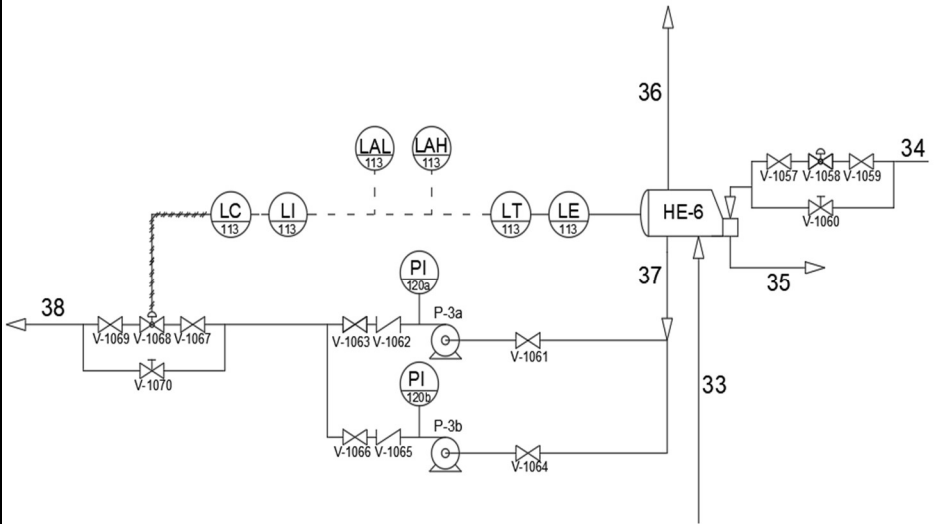 36
34
LAL
113
LAH
113
V-1057 V-1058 V-1059
LC
113
LI
113
LT
113
LE
113
HE-6
V-1060
PI
120a
37
35
38
P-3a
V-1069 V-1068 V-1067
V-1063 V-1062
V-1061
V-1070
PI
120b
33
P-3b
V-1066 V-1065
V-1064